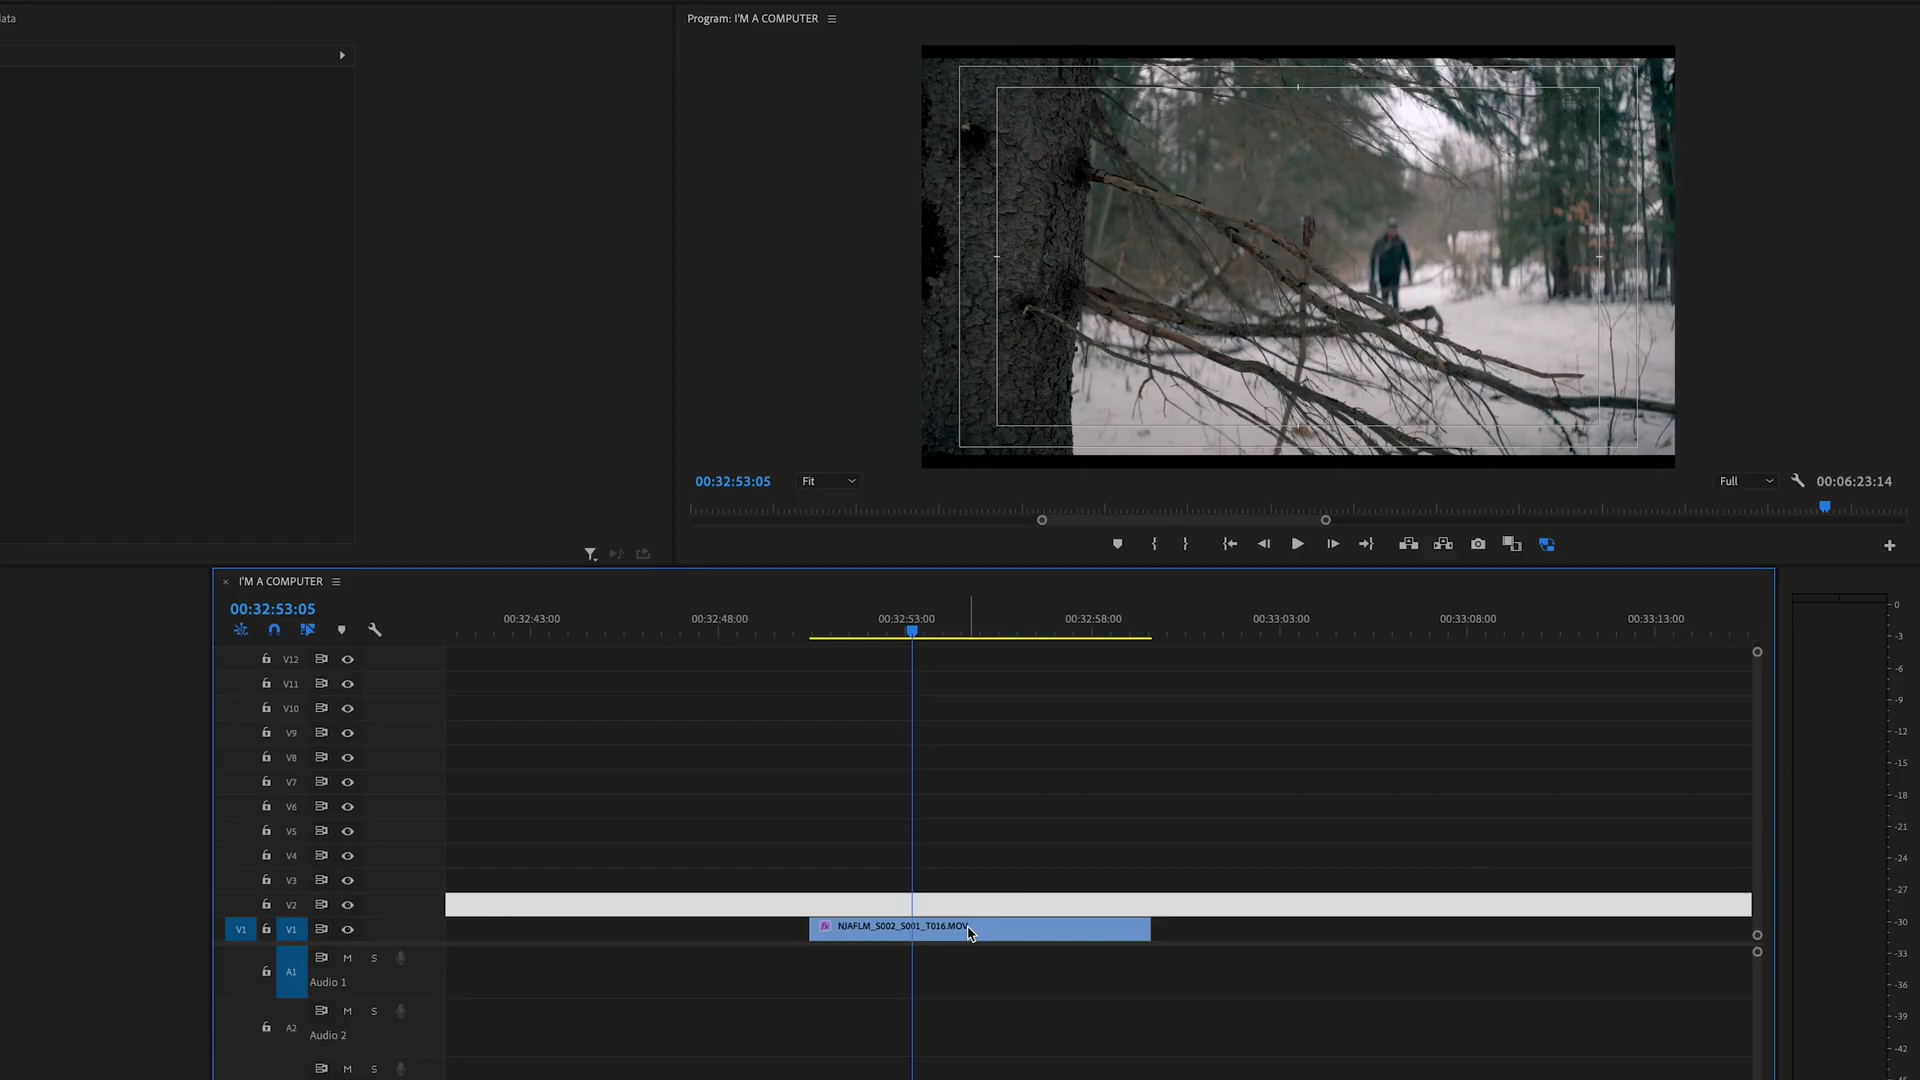 ata
Program: I'M A COMPUTER
00:32:53:05
Fit
Full
00:06:23:14
I'M A COMPUTER
00:32:53:05
00:32:43:00
00:32:48:00
00:32:53:00
00:32:58:00
00:33:03:00
00:33:08:00
00:33:13:00
V12
V11
V10
V9
V8
V7
V6
V5
V4
V3
V2
V1
V1
fx NJAFLM_S002_S001_T016.MOV
A1
M
S
Audio 1
A2
M
S
Audio 2
M
S
0
-3
-6
-9
-12
-15
-18
-21
-24
-27
-30
-33
-36
-39
-42